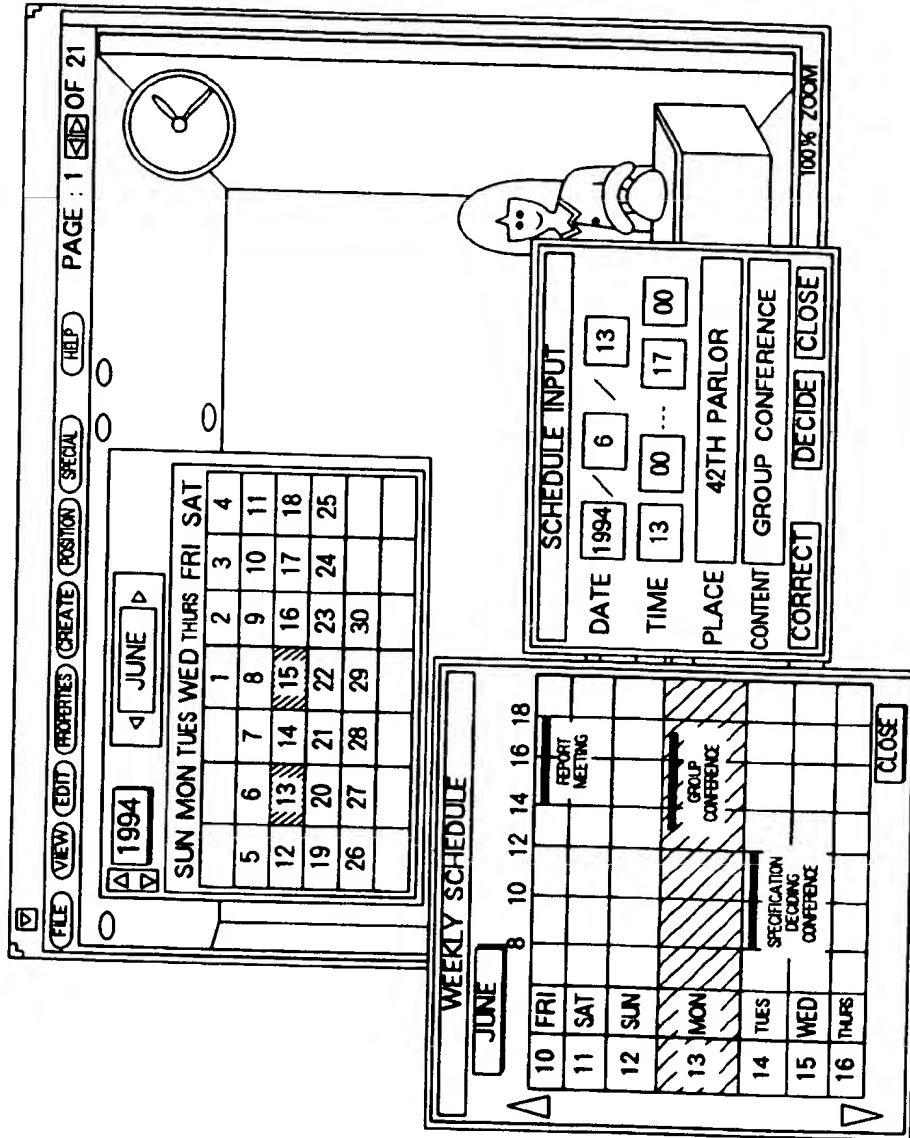 FILE VIEW EDIT PROPERTIES CREATE POSITION SPECIAL HELP PAGE : 1 OF 21
1994 JUNE
SUN MON TUES WED THURS FRI SAT
1 2 3 4
5 6 7 8 9 10 11
12 13 14 15 16 17 18
19 20 21 22 23 24 25
26 27 28 29 30
WEEKLY SCHEDULE
JUNE
8 10 12 14 16 18
10 FRI
REPORT
MEETING
11 SAT
12 SUN
13 MON
GROUP
CONFERENCE
14 TUES
SPECIFICATION
DECIDING
CONFERENCE
15 WED
16 THURS
CLOSE
SCHEDULE INPUT
DATE 1994 / 6 / 13
TIME 13 00 --- 17 00
PLACE 42TH PARLOR
CONTENT GROUP CONFERENCE
CORRECT DECIDE CLOSE
100% ZOOM